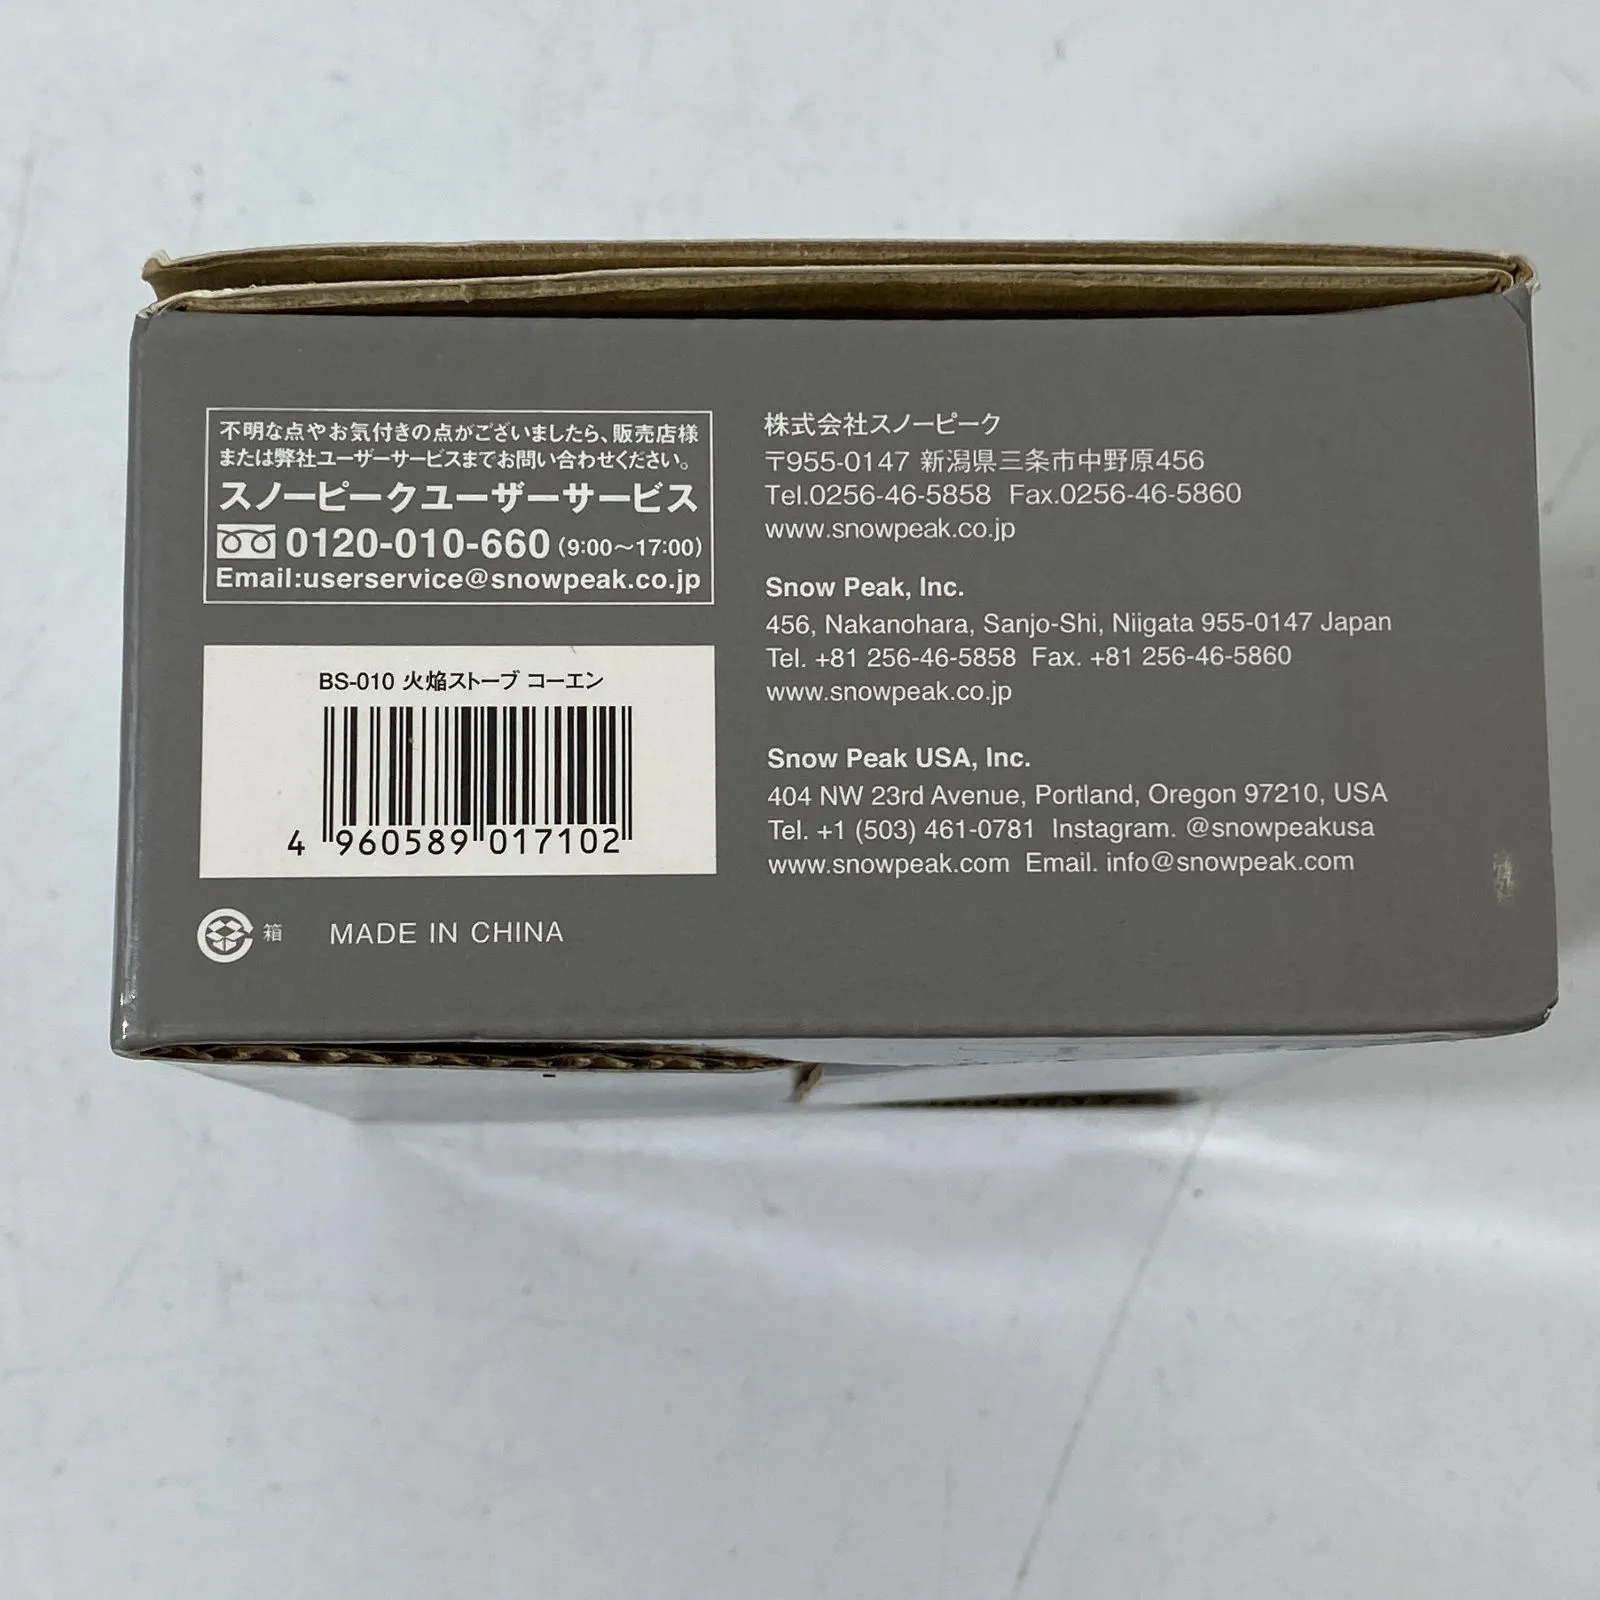 不明な点やお気付きの点がございましたら、販売店様
または弊社ユーザーサービスまでお問い合わせください。
スノーピークユーザーサービス
0120-010-660 (9:00〜17:00)
Email:userservice@snowpeak.co.jp
BS-010 火焔ストーブ コーエン
4 960589 017102
箱 MADE IN CHINA
株式会社スノーピーク
〒955-0147 新潟県三条市中野原456
Tel.0256-46-5858 Fax.0256-46-5860
www.snowpeak.co.jp
Snow Peak, Inc.
456, Nakanohara, Sanjo-Shi, Niigata 955-0147 Japan
Tel. +81 256-46-5858 Fax. +81 256-46-5860
www.snowpeak.co.jp
Snow Peak USA, Inc.
404 NW 23rd Avenue, Portland, Oregon 97210, USA
Tel. +1 (503) 461-0781 Instagram. @snowpeakusa
www.snowpeak.com Email. info@snowpeak.com